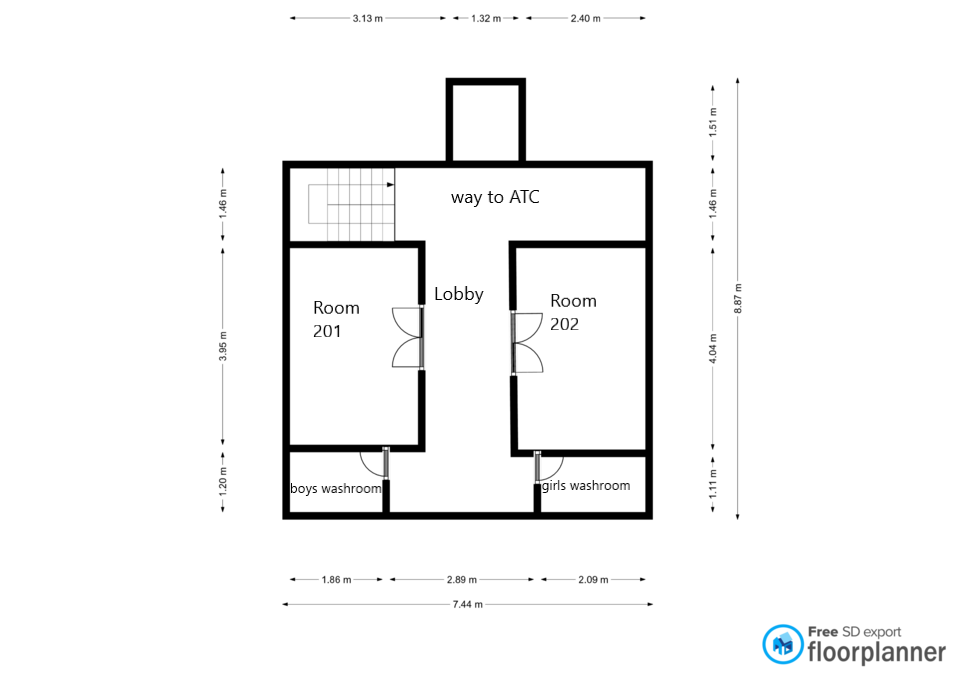 3.13 m 1.32 m 2.40 m
1.51 m
8.87 m
1.46 m
way to ATC
1.46 m
Lobby
Room
201
Room
202
3.95 m
4.04 m
1.20 m
boys washroom
girls washroom
1.11 m
1.86 m 2.89 m 2.09 m
7.44 m
Free SD export
floorplanner